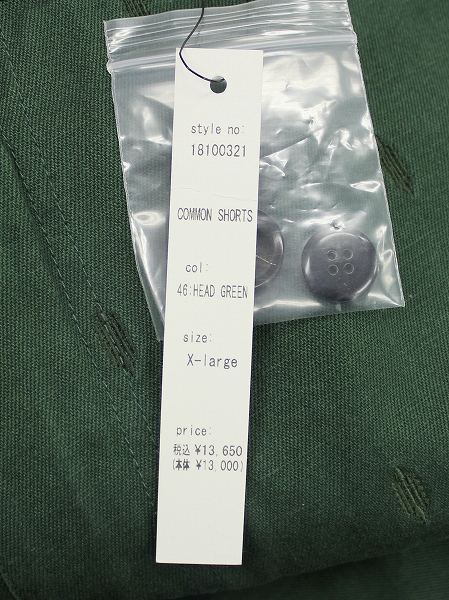 style no:
18100321
COMMON SHORTS
col:
46:HEAD GREEN
size:
X-large
price:
税込 ¥13,650
(本体 ¥13,000)